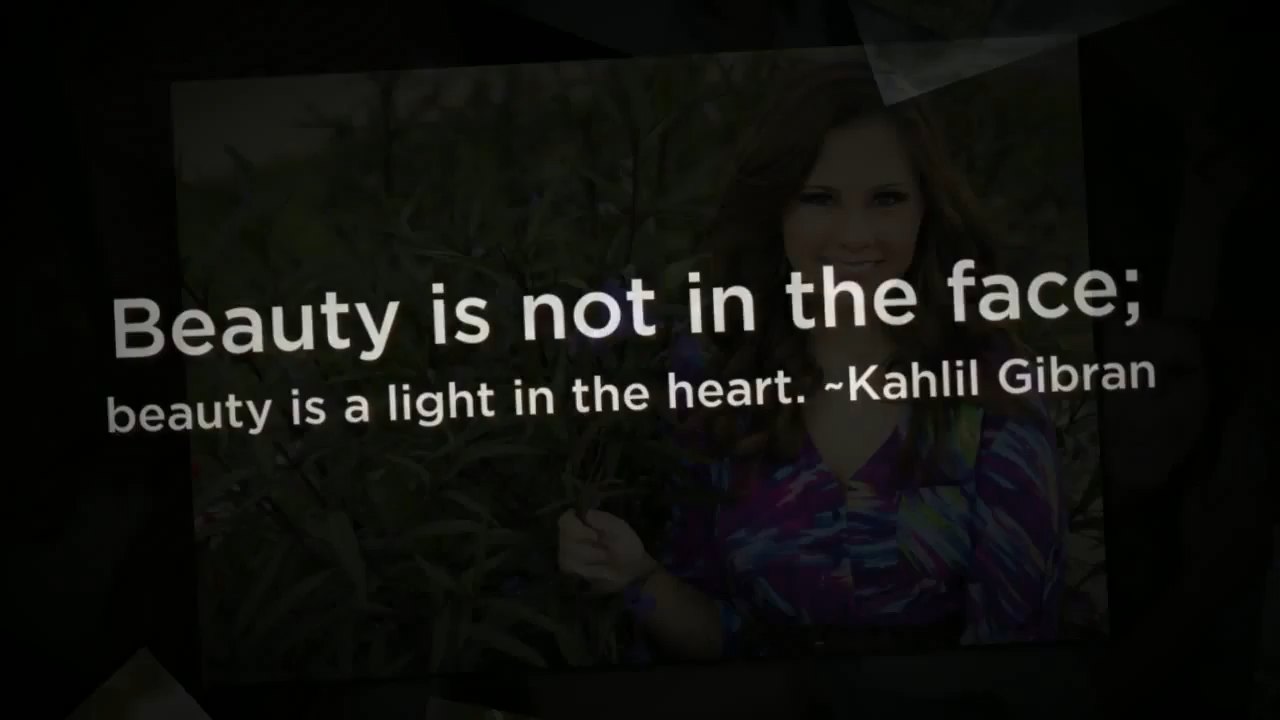 Beauty is not in the face;
beauty is a light in the heart. ~Kahlil Gibran